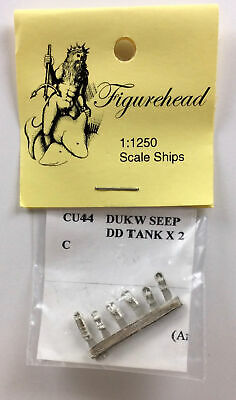 Figurehead
1:1250
Scale Ships
CU44 DUKW SEEP
DD TANK X 2
C